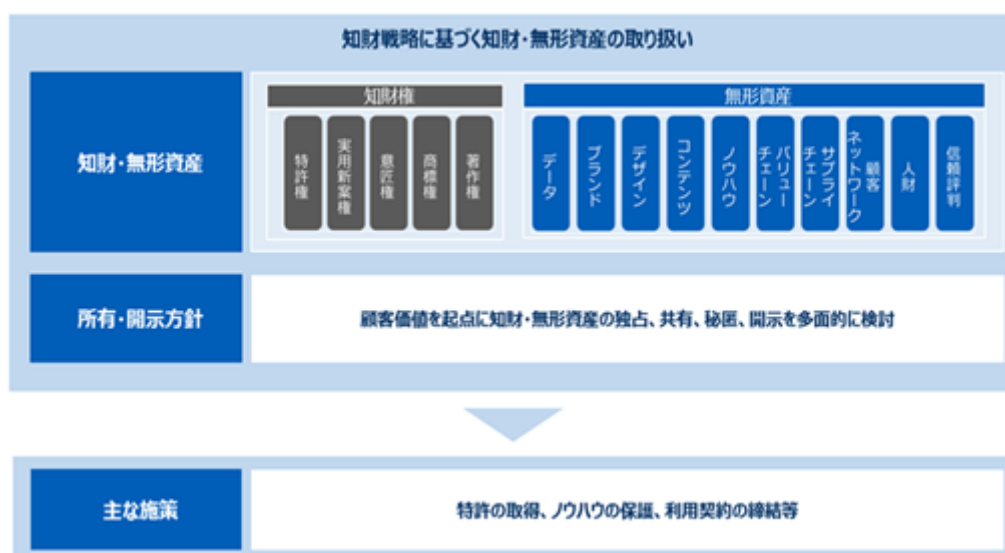 知財戦略に基づく知財・無形資産の取り扱い
知財・無形資産
知財権
特許権
実用新案権
意匠権
商標権
著作権
無形資産
データ
ブランド
デザイン
コンテンツ
ノウハウ
バリュー
チェーン
サプライ
チェーン
顧客
ネットワーク
人財
信頼評判
所有・開示方針
顧客価値を起点に知財・無形資産の独占、共有、秘匿、開示を多面的に検討
主な施策
特許の取得、ノウハウの保護、利用契約の締結等